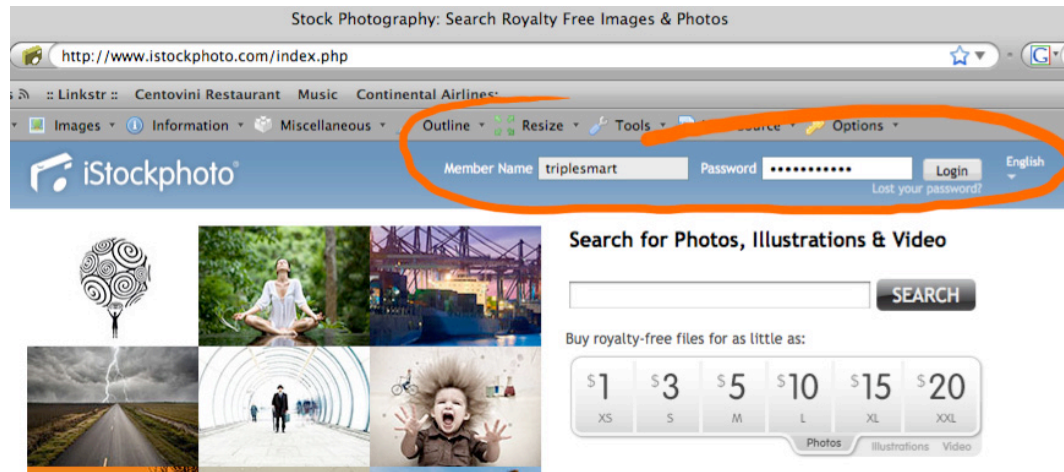 Stock Photography: Search Royalty Free Images & Photos
http://www.istockphoto.com/index.php
:: Linkstr :: Centovini Restaurant Music Continental Airlines:
Images Information Miscellaneous Outline Resize Tools Options
iStockphoto®
Member Name triplesmart Password ••••••••••• Login English
Lost your password?
Search for Photos, Illustrations & Video
SEARCH
Buy royalty-free files for as little as:
$1 $3 $5 $10 $15 $20
XS S M L XL XXL
Photos Illustrations Video